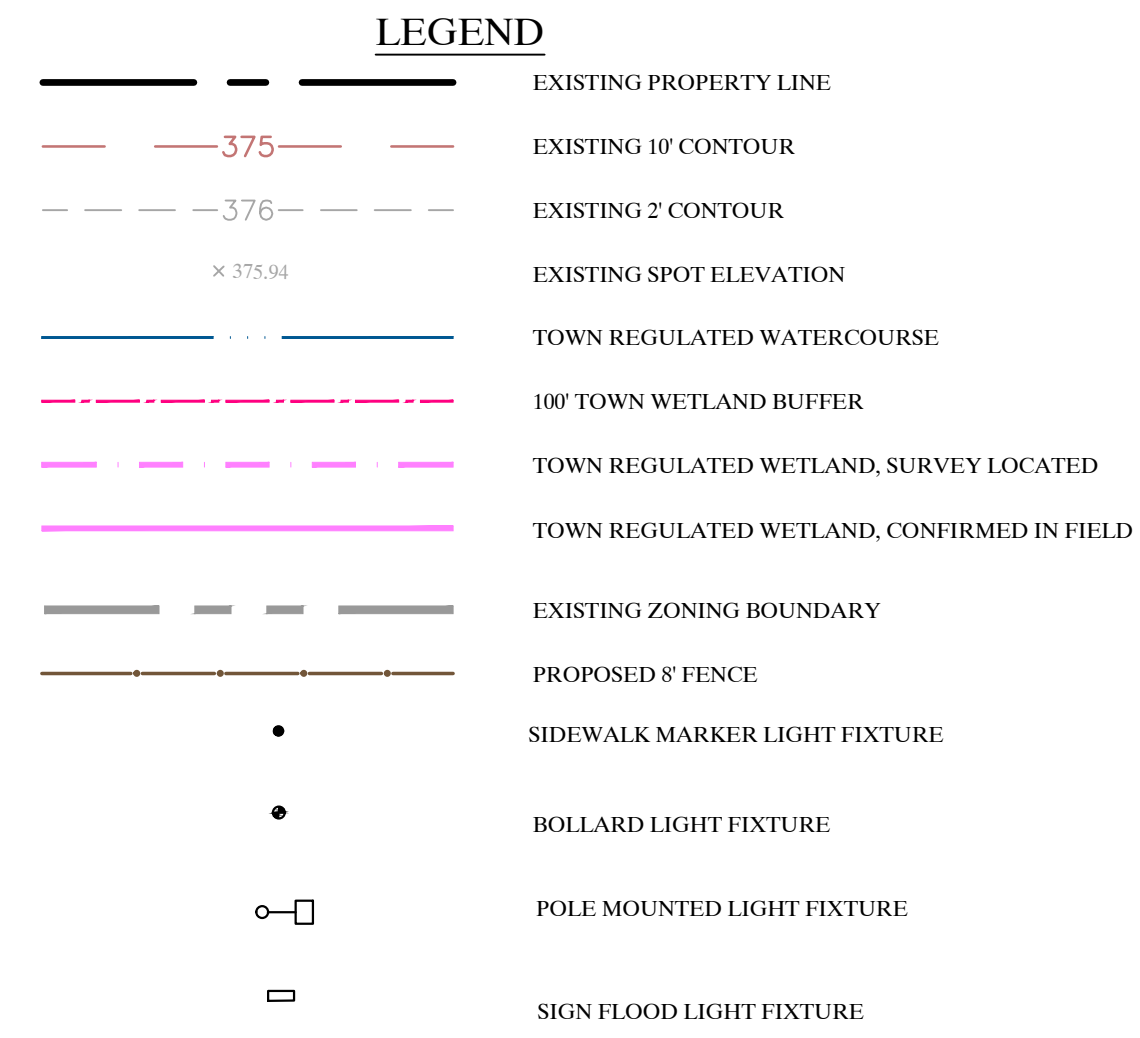 LEGEND
EXISTING PROPERTY LINE
375 EXISTING 10' CONTOUR
376 EXISTING 2' CONTOUR
× 375.94 EXISTING SPOT ELEVATION
TOWN REGULATED WATERCOURSE
100' TOWN WETLAND BUFFER
TOWN REGULATED WETLAND, SURVEY LOCATED
TOWN REGULATED WETLAND, CONFIRMED IN FIELD
EXISTING ZONING BOUNDARY
PROPOSED 8' FENCE
SIDEWALK MARKER LIGHT FIXTURE
BOLLARD LIGHT FIXTURE
POLE MOUNTED LIGHT FIXTURE
SIGN FLOOD LIGHT FIXTURE